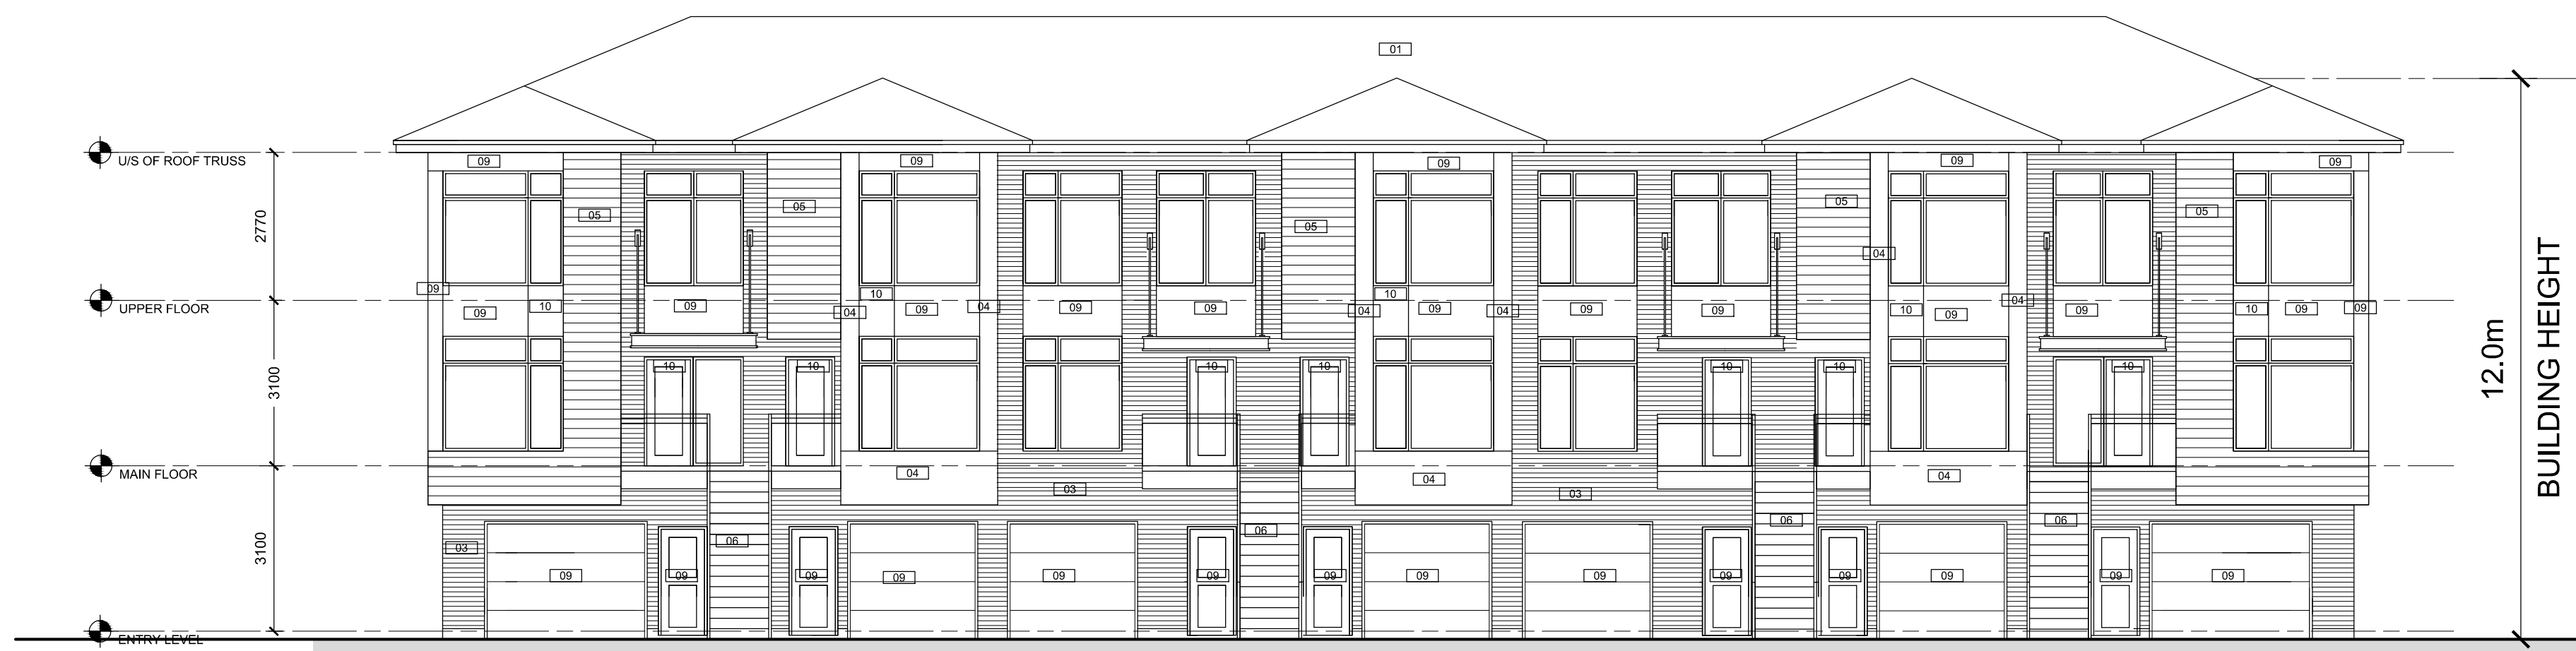 01
U/S OF ROOF TRUSS
09 09 09 09 09
2770
05 05 05 05 05
04
09 10 09 04 10 09 04 09 09 04 10 09 04 09 09 10 09 04 09 10 09 09
UPPER FLOOR
09
3100
10 10 10 10 10 10 10
12.0m
BUILDING HEIGHT
MAIN FLOOR
04 04 04
03 03
3100
03 06 06 06 06
09 09 09 09 09 09 09 09 09 09 09 09 09 09
ENTRY LEVEL